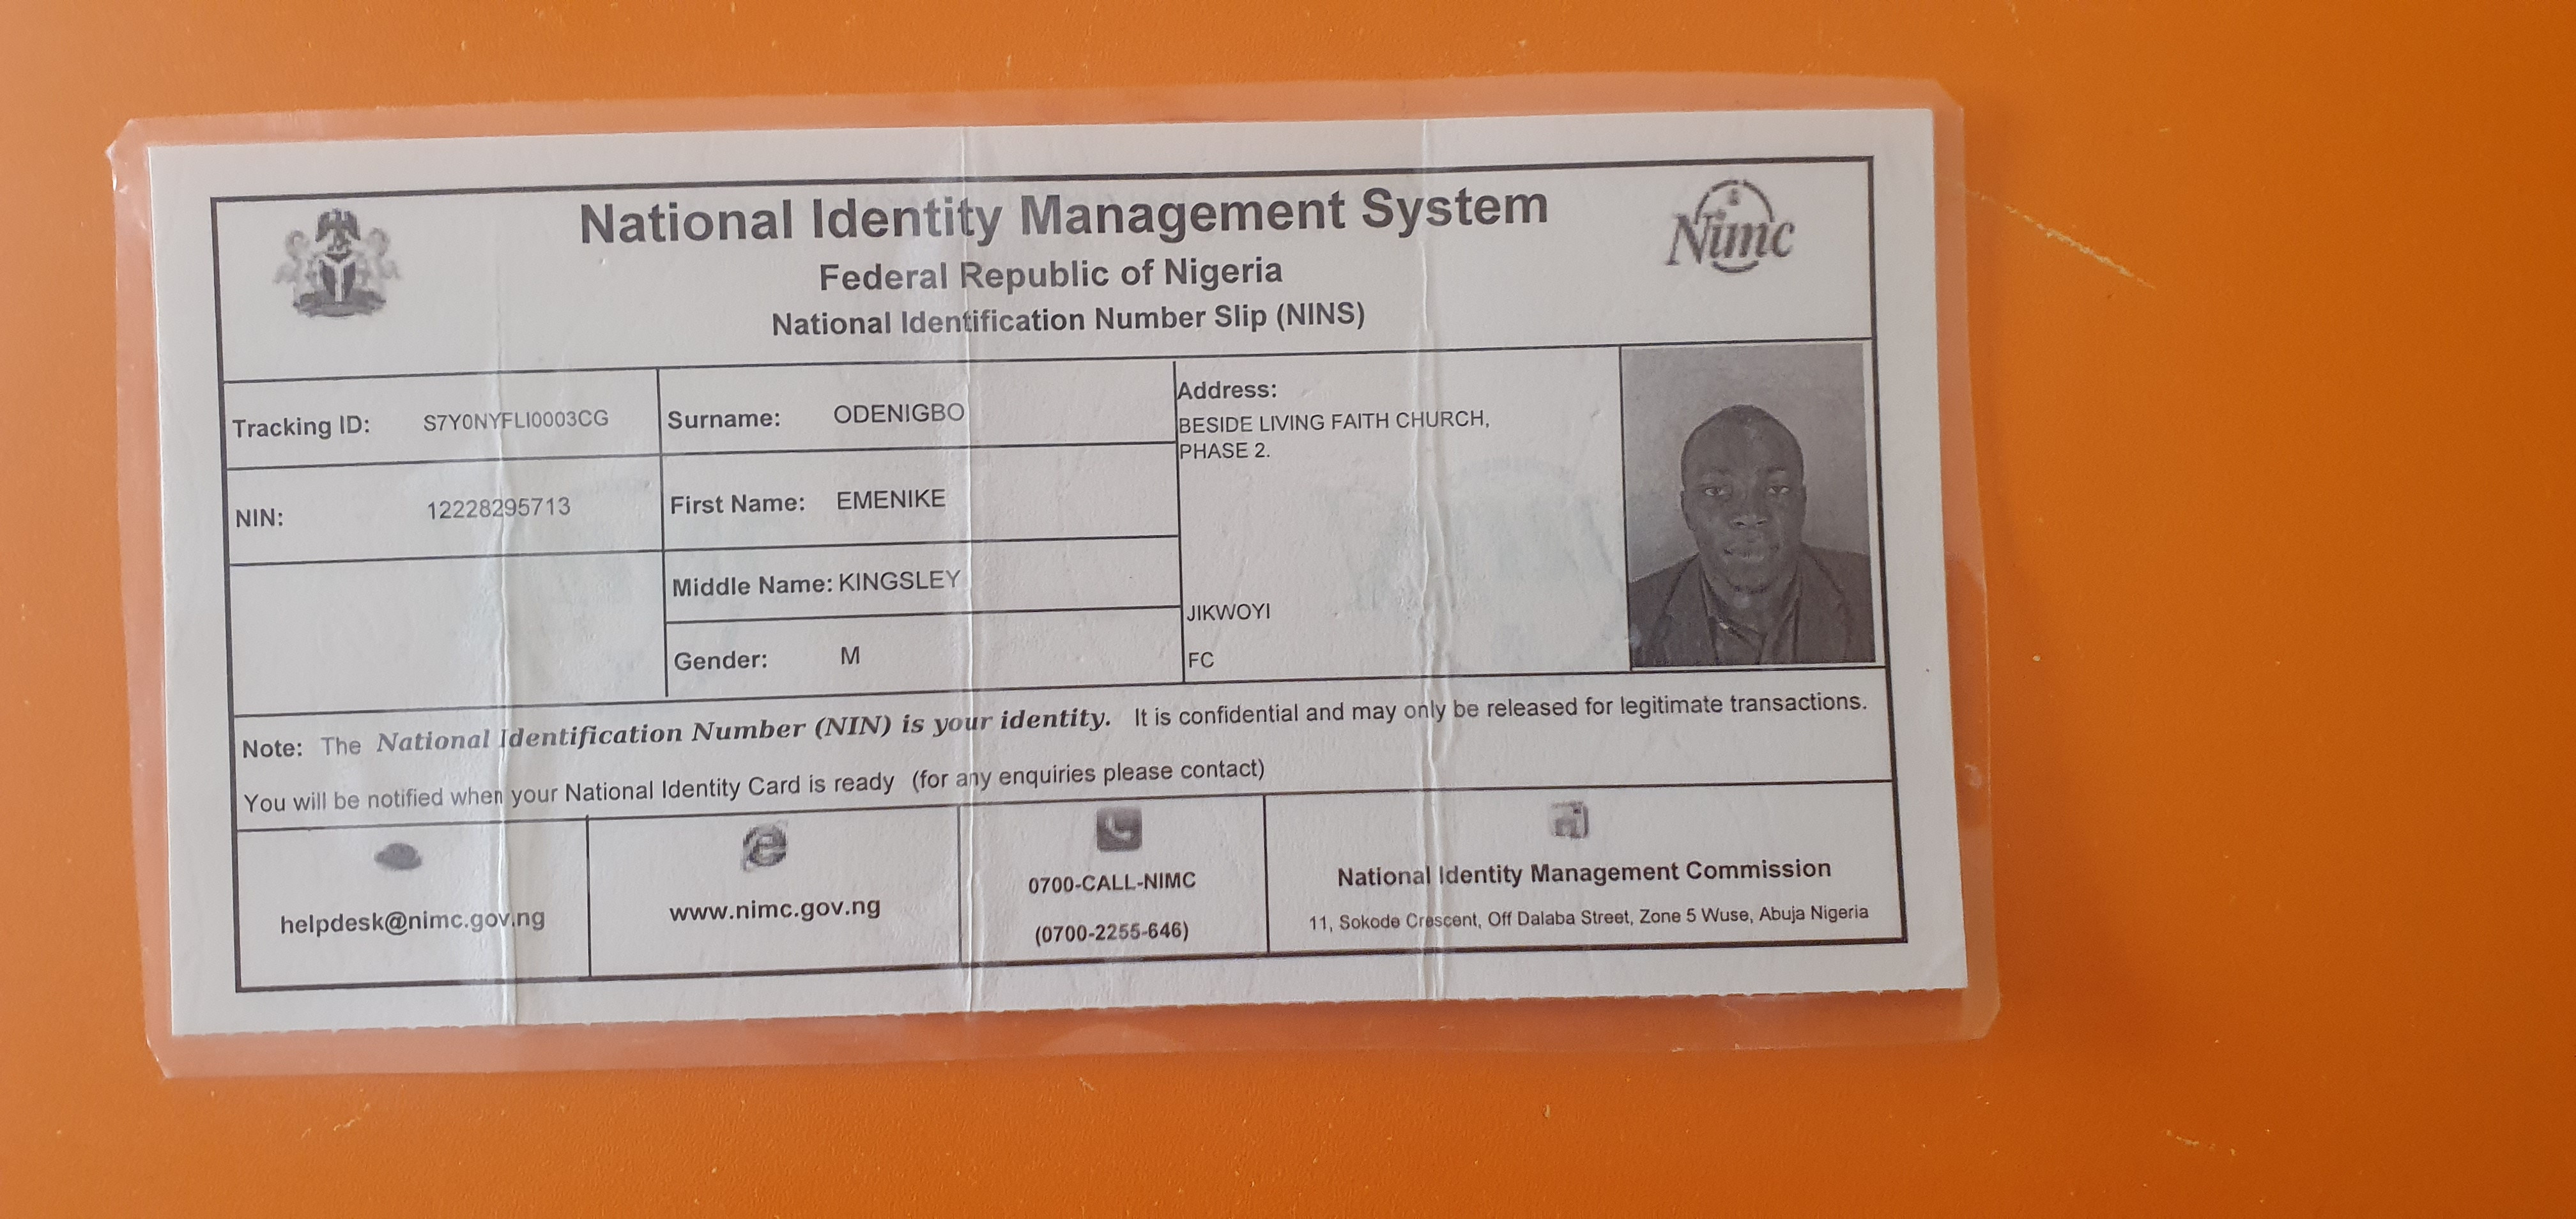 National Identity Management System
Federal Republic of Nigeria
National Identification Number Slip (NINS)
Nimc
Tracking ID: S7Y0NYFLI0003CG
Surname: ODENIGBO
Address:
BESIDE LIVING FAITH CHURCH,
PHASE 2.
NIN: 12228295713
First Name: EMENIKE
Middle Name: KINGSLEY
JIKWOYI
Gender: M
FC
Note: The National Identification Number (NIN) is your identity. It is confidential and may only be released for legitimate transactions.
You will be notified when your National Identity Card is ready (for any enquiries please contact)
helpdesk@nimc.gov.ng
www.nimc.gov.ng
0700-CALL-NIMC
(0700-2255-646)
National Identity Management Commission
11, Sokode Crescent, Off Dalaba Street, Zone 5 Wuse, Abuja Nigeria